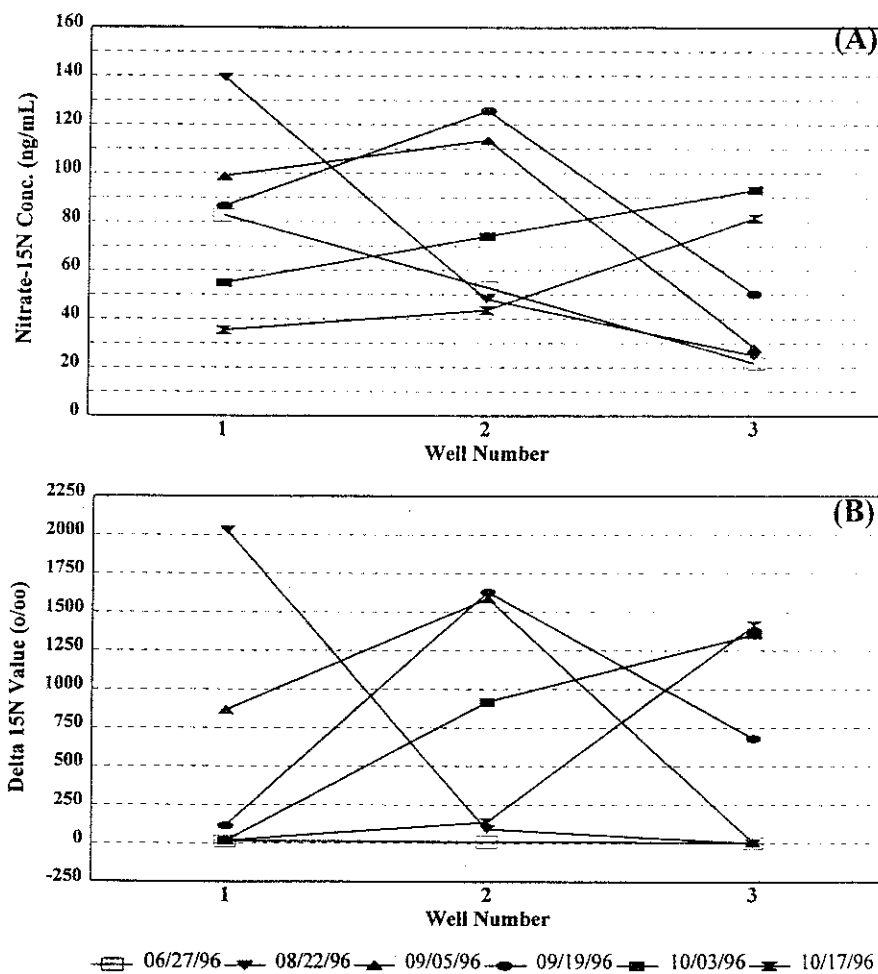 (A)
Nitrate-15N Conc. (ng/mL)
160
140
120
100
80
60
40
20
0
1 2 3
Well Number
(B)
Delta 15N Value (o/oo)
2250
2000
1750
1500
1250
1000
750
500
250
0
-250
1 2 3
Well Number
06/27/96 08/22/96 09/05/96 09/19/96 10/03/96 10/17/96